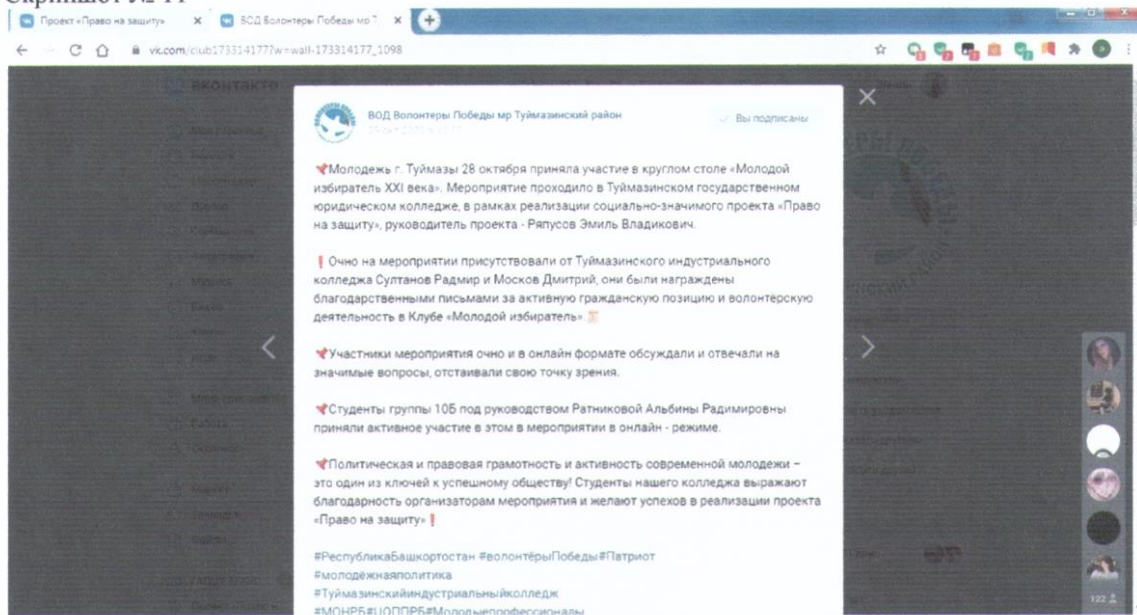 Скриншот № 11
Проект «Право на защиту»
ВОД Волонтеры Победы мр Т
vk.com/club173314177?w=wall-173314177_1098
ВКОНТАКТЕ
ВОД Волонтеры Победы мр Туймазинский район
Вы подписаны
📌Молодежь г. Туймазы 28 октября приняла участие в круглом столе «Молодой
избиратель XXI века». Мероприятие проходило в Туймазинском государственном
юридическом колледже, в рамках реализации социально-значимого проекта «Право
на защиту», руководитель проекта - Ряпусов Эмиль Владикович.
❗ Очно на мероприятии присутствовали от Туймазинского индустриального
колледжа Султанов Радмир и Москов Дмитрий, они были награждены
благодарственными письмами за активную гражданскую позицию и волонтёрскую
деятельность в Клубе «Молодой избиратель».
📌Участники мероприятия очно и в онлайн формате обсуждали и отвечали на
значимые вопросы, отстаивали свою точку зрения.
📌Студенты группы 10Б под руководством Ратниковой Альбины Радимировны
приняли активное участие в этом в мероприятии в онлайн - режиме.
📌Политическая и правовая грамотность и активность современной молодежи –
это один из ключей к успешному обществу! Студенты нашего колледжа выражают
благодарность организаторам мероприятия и желают успехов в реализации проекта
«Право на защиту»❗
#РеспубликаБашкортостан #волонтёрыПобеды#Патриот
#молодёжнаяполитика
#Туймазинскийиндустриальныйколледж
#МОНРБ#ЦОППРБ#Молодыепрофессионалы
122